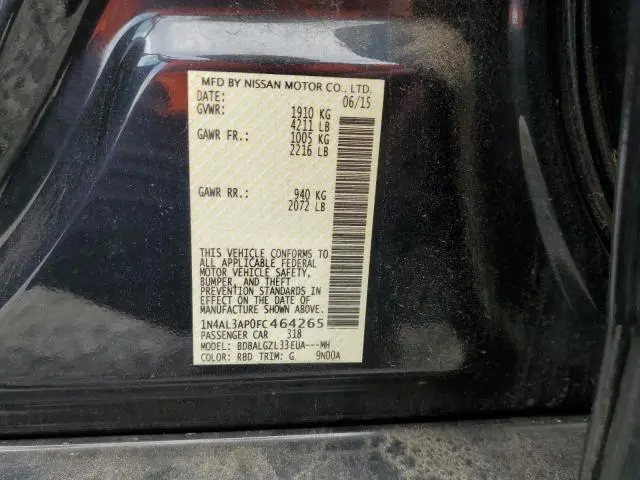 MFD BY NISSAN MOTOR CO., LTD.
DATE: 06/15
GVWR: 1910 KG
4211 LB
GAWR FR.: 1005 KG
2216 LB
GAWR RR.: 940 KG
2072 LB
THIS VEHICLE CONFORMS TO
ALL APPLICABLE FEDERAL
MOTOR VEHICLE SAFETY,
BUMPER, AND THEFT
PREVENTION STANDARDS IN
EFFECT ON THE DATE OF
MANUFACTURE SHOWN ABOVE.
1N4AL3AP0FC464265
PASSENGER CAR 318
MODEL: BDBALGZL33EUA---MH
COLOR: RBD TRIM: G 9N00A